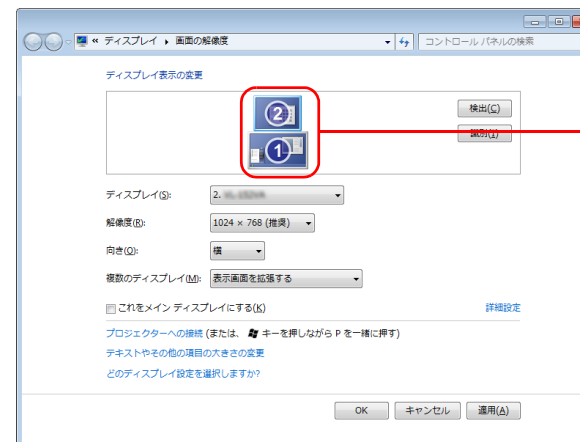 « ディスプレイ ▸ 画面の解像度
コントロール パネルの検索
ディスプレイ表示の変更
2
1
検出(C)
識別(I)
ディスプレイ(S): 2.
解像度(R): 1024 × 768 (推奨)
向き(O): 横
複数のディスプレイ(M): 表示画面を拡張する
これをメイン ディスプレイにする(K)
詳細設定
プロジェクターへの接続 (または、 キーを押しながら P を一緒に押す)
テキストやその他の項目の大きさの変更
どのディスプレイ設定を選択しますか?
OK キャンセル 適用(A)